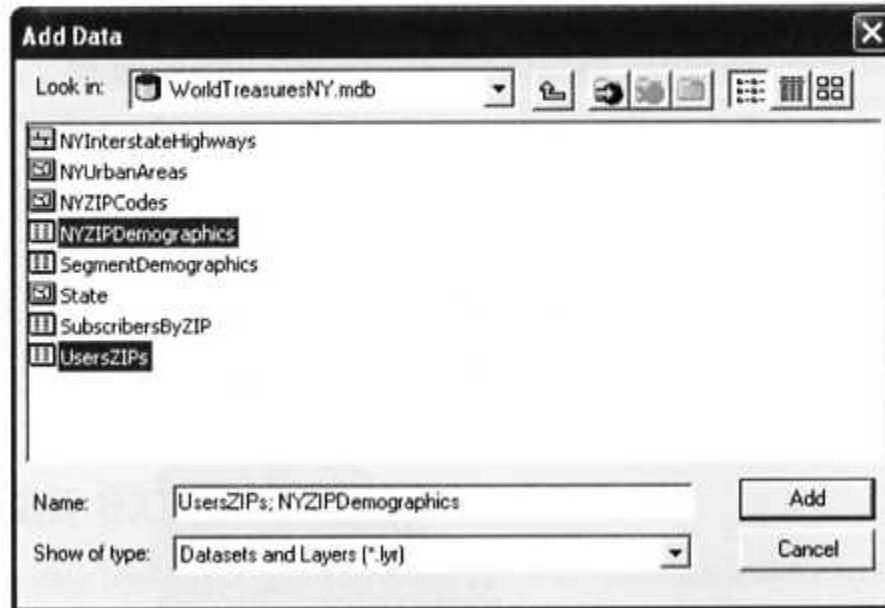 Add Data
Look in: WorldTreasuresNY.mdb
NYInterstateHighways
NYUrbanAreas
NYZIPCodes
NYZIPDemographics
SegmentDemographics
State
SubscribersByZIP
UsersZIPs
Name: UsersZIPs; NYZIPDemographics Add
Show of type: Datasets and Layers (*.lyr) Cancel